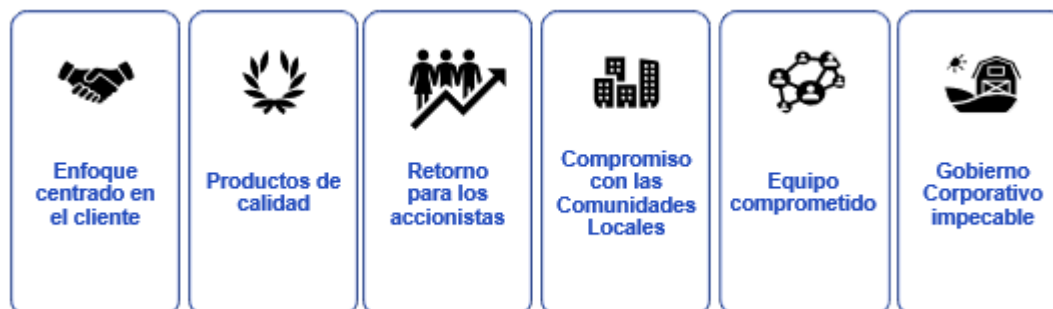 Enfoque
centrado en
el cliente
Productos de
calidad
Retorno
para los
accionistas
Compromiso
con las
Comunidades
Locales
Equipo
comprometido
Gobierno
Corporativo
impecable